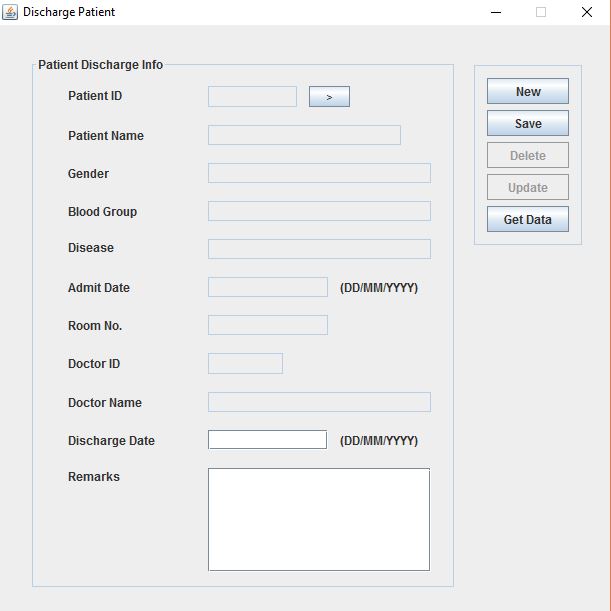 Discharge Patient
Patient Discharge Info
Patient ID >
Patient Name
Gender
Blood Group
Disease
Admit Date (DD/MM/YYYY)
Room No.
Doctor ID
Doctor Name
Discharge Date (DD/MM/YYYY)
Remarks
New
Save
Delete
Update
Get Data